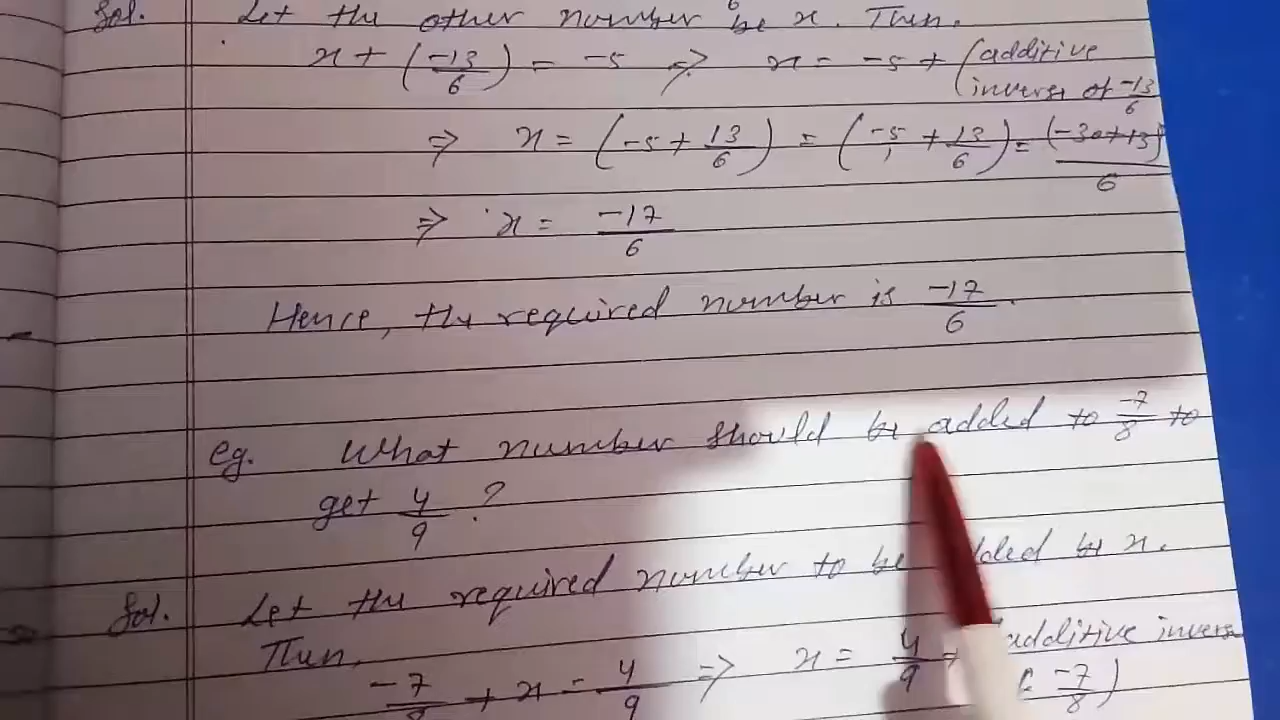 Sol. Let the other number be x. Then,
x + (-13/6) = -5 ⇒ x = -5 + (additive
inverse of -13/6
⇒ x = (-5 + 13/6) = (-5/1 + 13/6) = (-30+13)/6
⇒ x = -17/6
Hence, the required number is -17/6.
eg. What number should be added to -7/8 to
get 4/9 ?
Sol. Let the required number to be added be x.
Then,
-7/8 + x = 4/9 ⇒ x = 4/9 + additive inverse
-7/8)